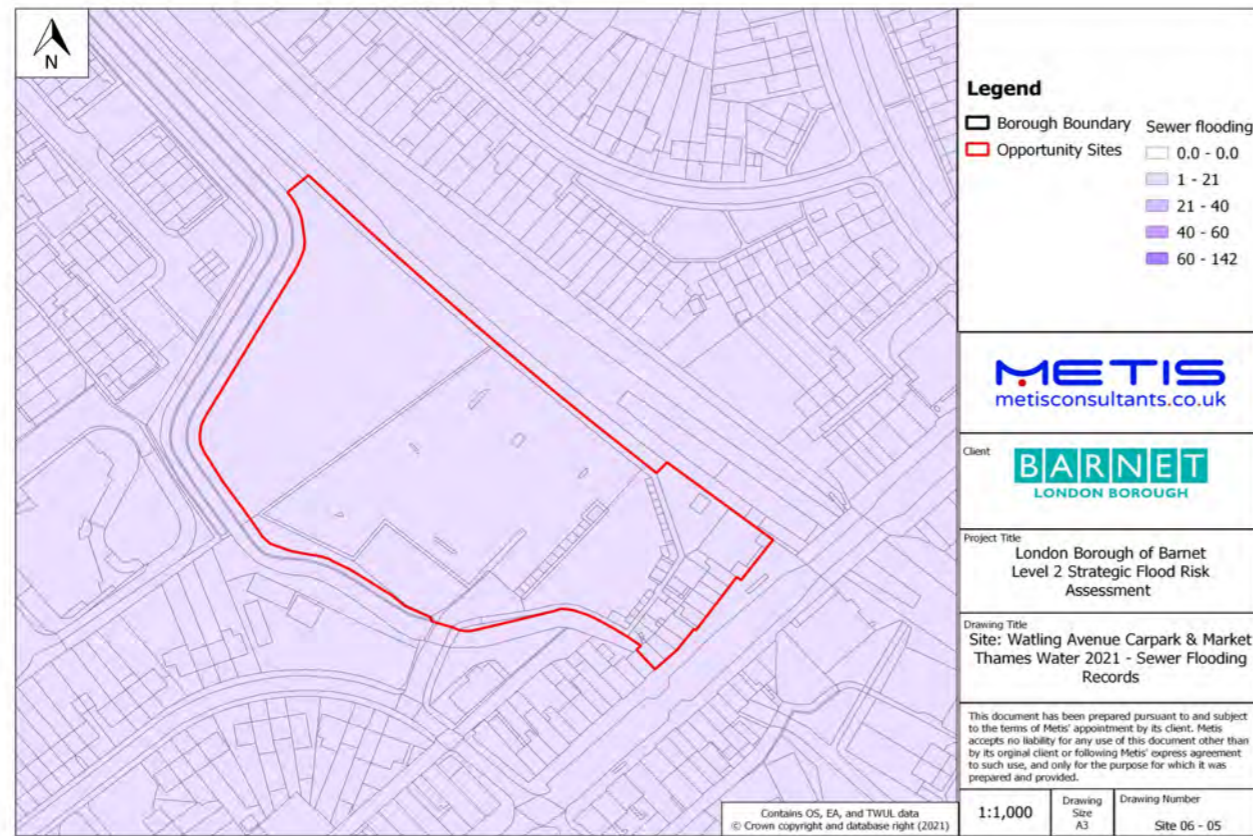 N
Legend
Borough Boundary
Opportunity Sites
Sewer flooding
0.0 - 0.0
1 - 21
21 - 40
40 - 60
60 - 142
METIS
metisconsultants.co.uk
Client
BARNET
LONDON BOROUGH
Project Title
London Borough of Barnet
Level 2 Strategic Flood Risk
Assessment
Drawing Title
Site: Watling Avenue Carpark & Market
Thames Water 2021 - Sewer Flooding
Records
This document has been prepared pursuant to and subject
to the terms of Metis' appointment by its client. Metis
accepts no liability for any use of this document other than
by its orginal client or following Metis' express agreement
to such use, and only for the purpose for which it was
prepared and provided.
1:1,000
Drawing
Size
A3
Drawing Number
Site 06 - 05
Contains OS, EA, and TWUL data
© Crown copyright and database right (2021)